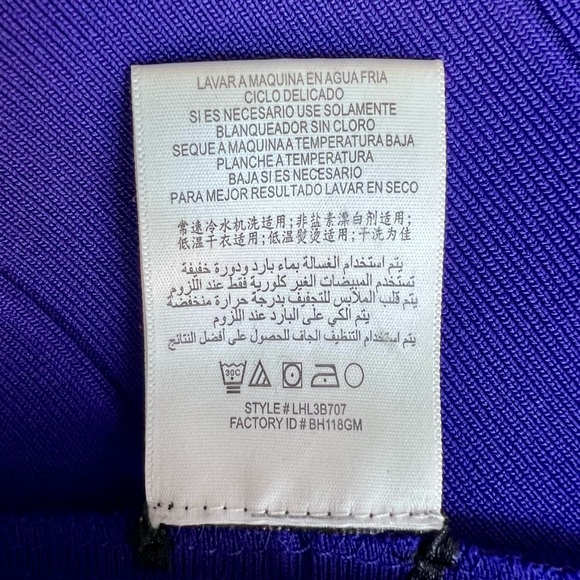 LAVAR A MAQUINA EN AGUA FRIA
CICLO DELICADO
SI ES NECESARIO USE SOLAMENTE
BLANQUEADOR SIN CLORO
SEQUE A MAQUINA A TEMPERATURA BAJA
PLANCHE A TEMPERATURA
BAJA SI ES NECESARIO
PARA MEJOR RESULTADO LAVAR EN SECO
常速冷水机洗适用;非盐素漂白剂适用;
低温干衣适用;低温熨烫适用;干洗为佳
يتم استخدام الغسالة بماء بارد ودورة خفيفة
تستخدم المبيضات الغير كلورية فقط عند اللزوم
يتم قلب الملابس للتجفيف بدرجة حرارة منخفضة
يتم الكي على البارد عند اللزوم
يتم استخدام التنظيف الجاف للحصول على أفضل النتائج
30C
STYLE # LHL3B707
FACTORY ID # BH118GM